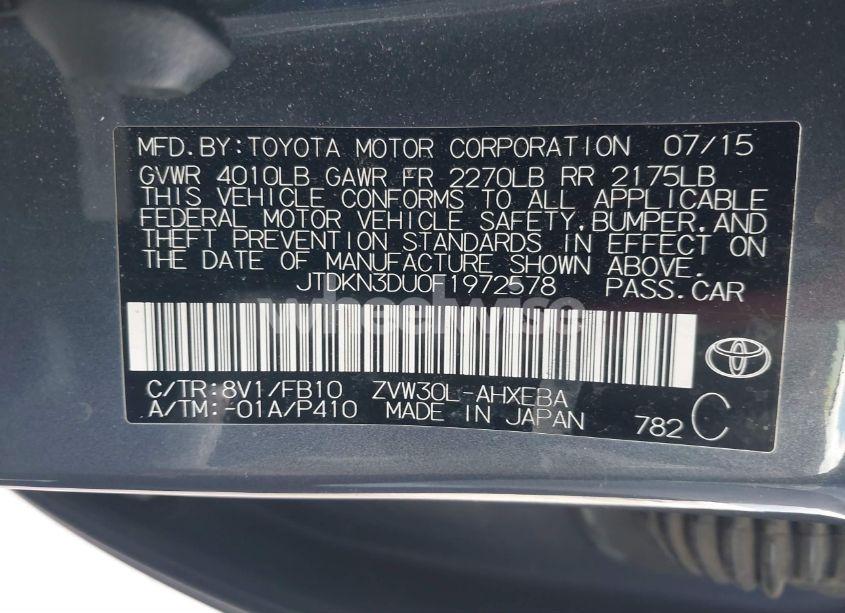 MFD.BY:TOYOTA MOTOR CORPORATION 07/15
GVWR 4010LB GAWR FR 2270LB RR 2175LB
THIS VEHICLE CONFORMS TO ALL APPLICABLE
FEDERAL MOTOR VEHICLE SAFETY,BUMPER,AND
THEFT PREVENTION STANDARDS IN EFFECT ON
THE DATE OF MANUFACTURE SHOWN ABOVE.
JTDKN3DU0F1972578 PASS.CAR
wheelwise
C/TR:8V1/FB10 ZVW30L-AHXEBA
A/TM:-01A/P410 MADE IN JAPAN 782 C